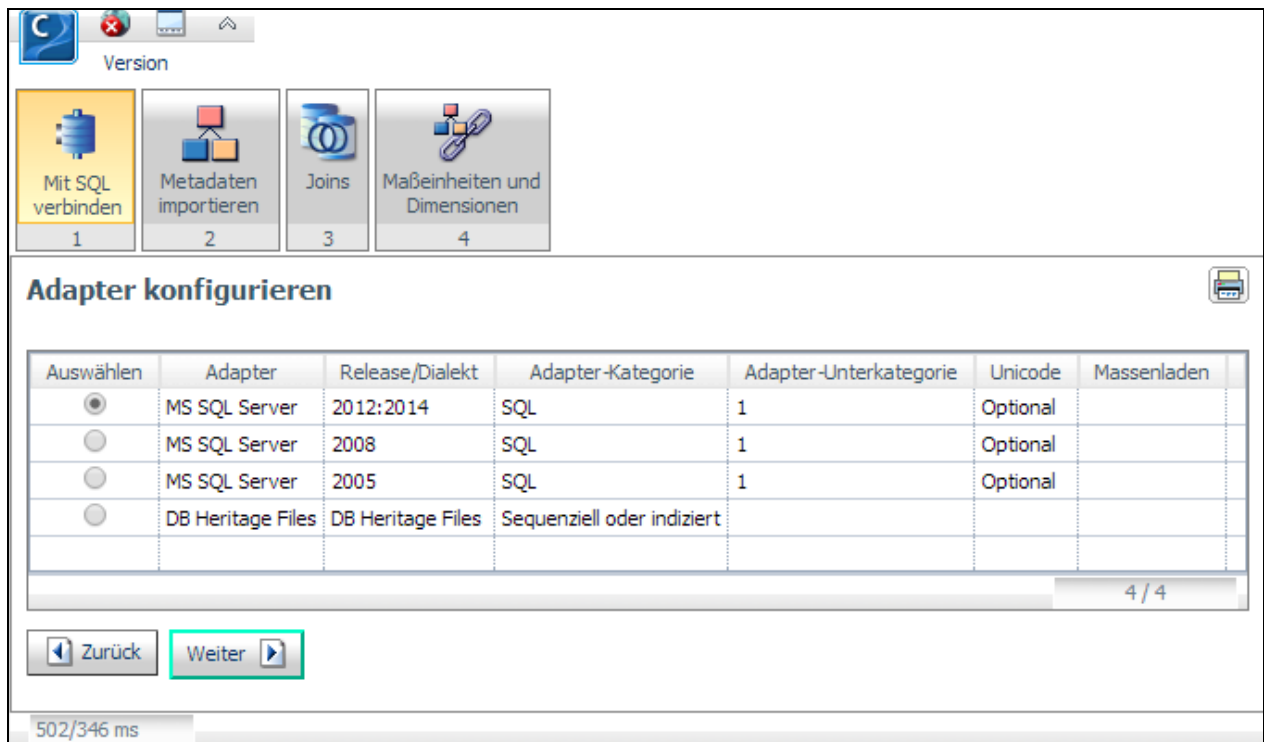 C
Version
Mit SQL
verbinden
1
Metadaten
importieren
2
Joins
3
Maßeinheiten und
Dimensionen
4
Adapter konfigurieren
Auswählen Adapter Release/Dialekt Adapter-Kategorie Adapter-Unterkategorie Unicode Massenladen
MS SQL Server 2012:2014 SQL 1 Optional
MS SQL Server 2008 SQL 1 Optional
MS SQL Server 2005 SQL 1 Optional
DB Heritage Files DB Heritage Files Sequenziell oder indiziert
4 / 4
Zurück Weiter
502/346 ms